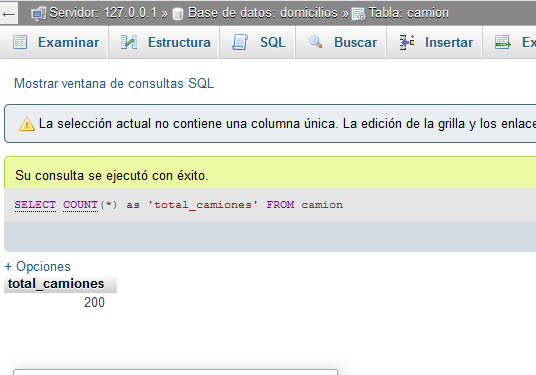 ← Servidor: 127.0.0.1 » Base de datos: domicilios » Tabla: camion
Examinar Estructura SQL Buscar Insertar Ex
Mostrar ventana de consultas SQL
La selección actual no contiene una columna única. La edición de la grilla y los enlace
Su consulta se ejecutó con éxito.
SELECT COUNT(*) as 'total_camiones' FROM camion
+ Opciones
total_camiones
200